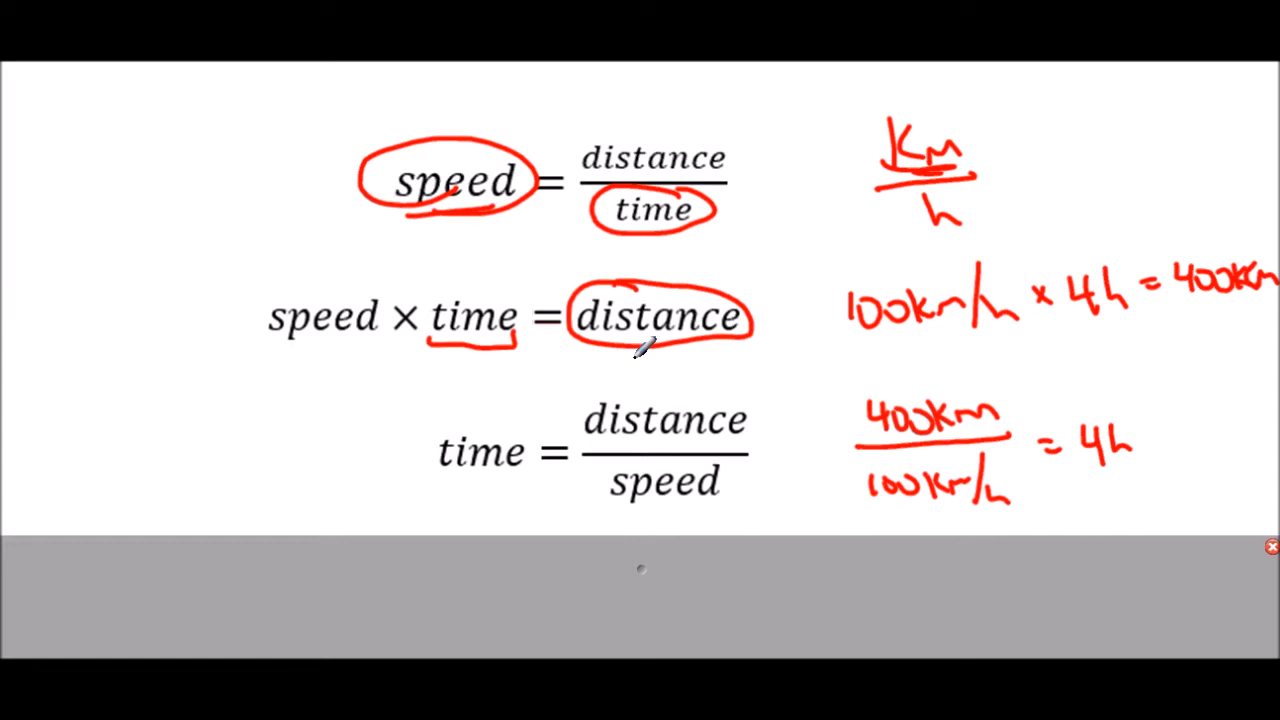 speed = distance / time Km / h
speed × time = distance 100km/h × 4h = 400km
time = distance / speed 400km / 100km/h = 4h